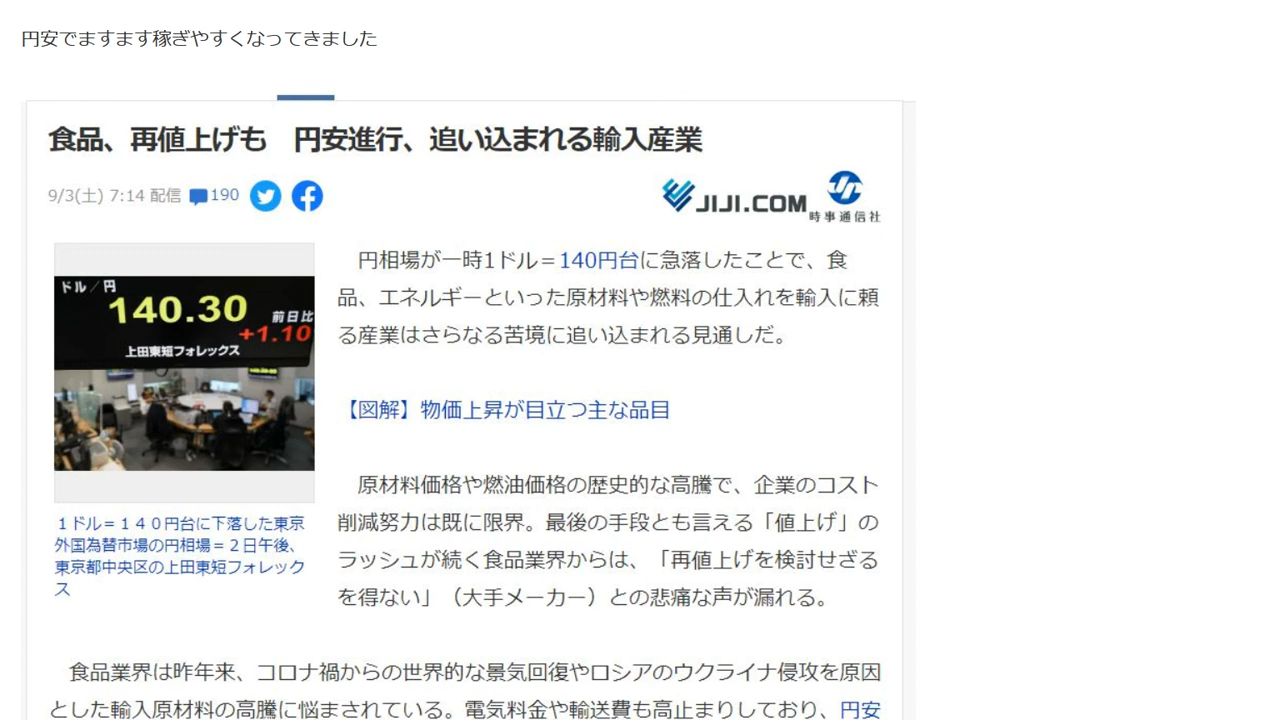 円安でますます稼ぎやすくなってきました
食品、再値上げも　円安進行、追い込まれる輸入産業
9/3(土) 7:14 配信 190
JIJI.COM
時事通信社
ドル／円
140.30
前日比
+1.10
上田東短フォレックス
１ドル＝１４０円台に下落した東京
外国為替市場の円相場＝２日午後、
東京都中央区の上田東短フォレック
ス
円相場が一時1ドル＝140円台に急落したことで、食
品、エネルギーといった原材料や燃料の仕入れを輸入に頼
る産業はさらなる苦境に追い込まれる見通しだ。
【図解】物価上昇が目立つ主な品目
原材料価格や燃油価格の歴史的な高騰で、企業のコスト
削減努力は既に限界。最後の手段とも言える「値上げ」の
ラッシュが続く食品業界からは、「再値上げを検討せざる
を得ない」（大手メーカー）との悲痛な声が漏れる。
食品業界は昨年来、コロナ禍からの世界的な景気回復やロシアのウクライナ侵攻を原因
とした輸入原材料の高騰に悩まされている。電気料金や輸送費も高止まりしており、円安